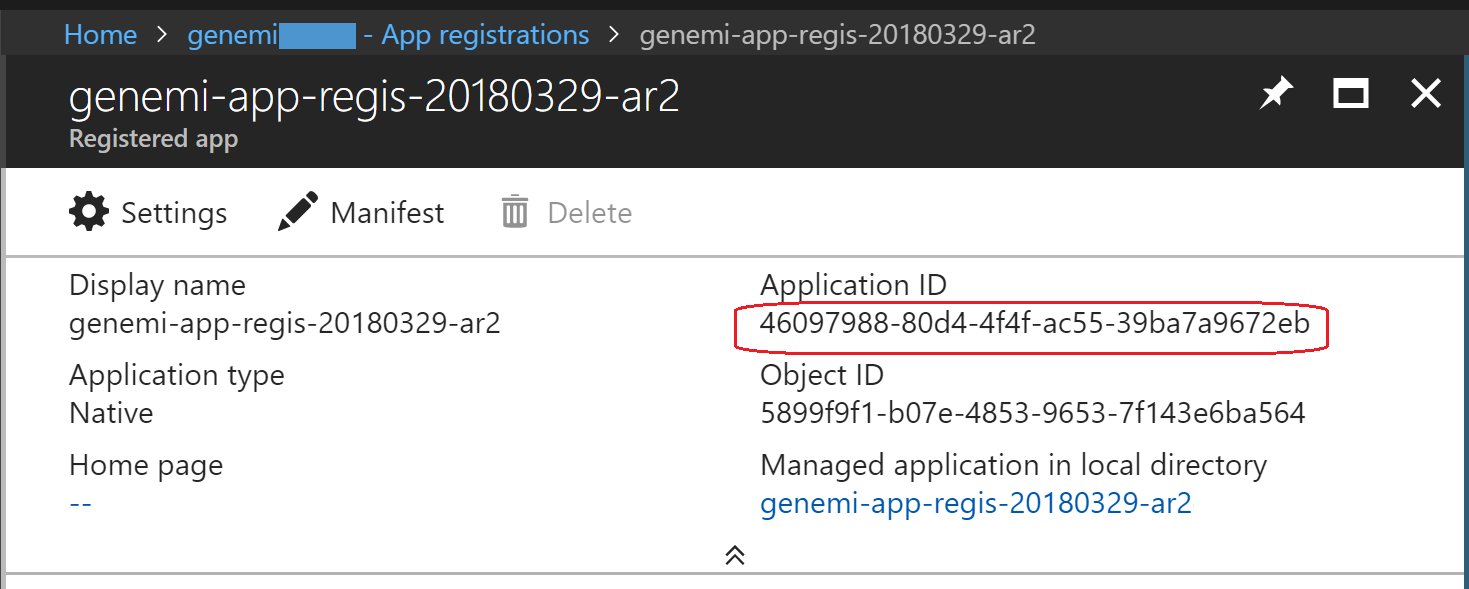 Home > genemi - App registrations > genemi-app-regis-20180329-ar2
genemi-app-regis-20180329-ar2
Registered app
Settings Manifest Delete
Display name
genemi-app-regis-20180329-ar2
Application type
Native
Home page
--
Application ID
46097988-80d4-4f4f-ac55-39ba7a9672eb
Object ID
5899f9f1-b07e-4853-9653-7f143e6ba564
Managed application in local directory
genemi-app-regis-20180329-ar2